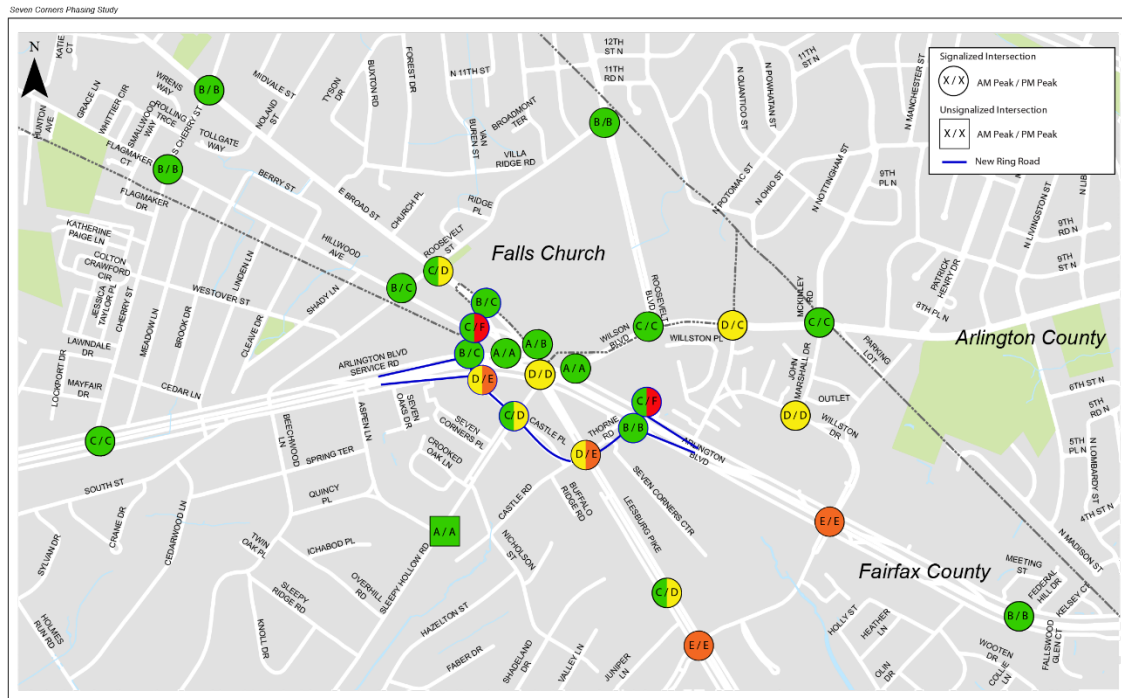 Seven Corners Phasing Study
N
Signalized Intersection
X / X
AM Peak / PM Peak
Unsignalized Intersection
X / X
AM Peak / PM Peak
New Ring Road
KATIE CT
HUNTON AVE
GRACE LN
WHITTIER CIR
SMALLWOOD WAY
WRENS WAY
ROLLING TRCE
S CHERRY ST
FLAGMAKER CT
FLAGMAKER DR
TOLLGATE WAY
MIDVALE ST
NOLAND ST
TYSON DR
BUXTON RD
FOREST DR
N 11TH ST
VAN BUREN ST
BROADMONT TER
VILLA RIDGE RD
12TH ST N
11TH RD N
11TH ST N
N QUANTICO ST
N POWHATAN ST
N MANCHESTER ST
N POTOMAC ST
N OHIO ST
N NOTTINGHAM ST
9TH PL N
N LIVINGSTON ST
N LIB
9TH RD N
9TH ST N
PATRICK HENRY DR
8TH PL N
BERRY ST
E BROAD ST
CHURCH PL
RIDGE PL
ROOSEVELT ST
HILLWOOD AVE
Falls Church
ROOSEVELT BLVD
WILSON BLVD
WILLSTON PL
MCKINLEY RD
PARKING LOT
JOHN MARSHALL DR
OUTLET
WILLSTON DR
Arlington County
6TH ST N
5TH RD N
5TH PL N
N LOMBARDY ST
4TH ST N
N MADISON ST
KATHERINE PAIGE LN
COLTON CRAWFORD CIR
JESSICA TAYLOR PL
CHERRY ST
LAWNDALE DR
LOCKPORT DR
MAYFAIR DR
MEADOW LN
BROOK DR
LINDEN LN
WESTOVER ST
SHADY LN
CLEAVE DR
CEDAR LN
ARLINGTON BLVD SERVICE RD
SEVEN OAKS DR
SEVEN CORNERS PL
CROOKED OAK LN
ASPEN LN
BEECHWOOD LN
SPRING TER
QUINCY PL
SOUTH ST
CRANE DR
CEDARWOOD LN
SYLVAN DR
TWIN OAK PL
ICHABOD PL
OVERHILL RD
SLEEPY HOLLOW RD
SLEEPY RIDGE RD
KNOLL DR
HOLMES RUN RD
CASTLE PL
CASTLE RD
THORNE RD
ARLINGTON BLVD
SEVEN CORNERS CTR
LEESBURG PIKE
BUFFALO RIDGE RD
NICHOLSON ST
HAZELTON ST
FABER DR
SHADELAND DR
VALLEY LN
JUNIPER LN
Fairfax County
HOLLY ST
HEATHER LN
OLIN DR
WOOTEN DR
COLLIE LN
MEETING ST
FEDERAL HILL DR
KELSEY CT
FALLSWOOD GLEN CT
B / B
B / B
B / B
C / D
B / C
B / C
C / F
B / C
A / A
A / B
D / D
A / A
C / C
D / C
C / C
D / D
D / E
C / D
D / E
C / F
B / B
C / C
A / A
E / E
B / B
C / D
E / E